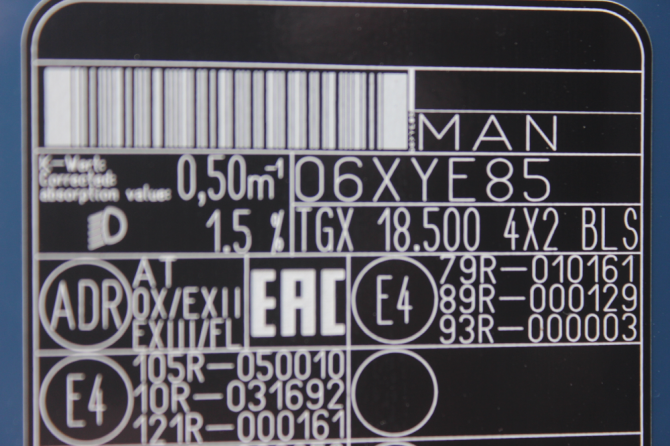 MAN
K-Wert:
Corrected
absorption value:
0,50m⁻¹
06XYE85
1.5 %
TGX 18.500 4X2 BLS
ADR
AT
OX/EXII
EXIII/FL
EAC
E4
79R-010161
89R-000129
93R-000003
E4
105R-050010
10R-031692
121R-000161